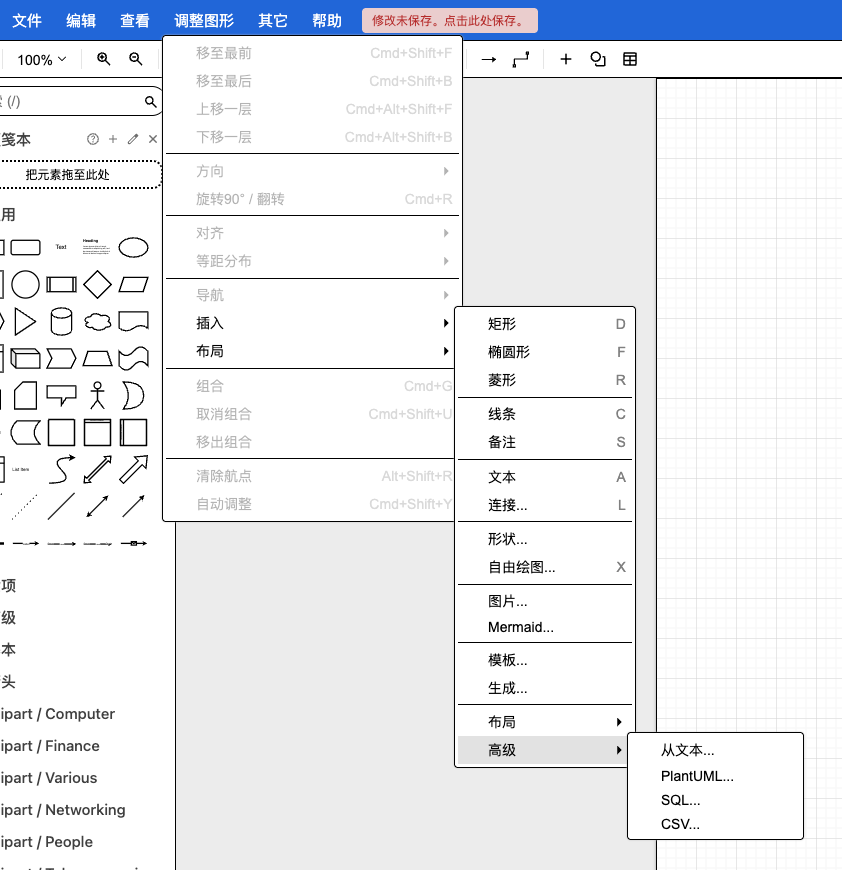 文件 编辑 查看 调整图形 其它 帮助 修改未保存。点击此处保存。
100%
(/)
笺本
把元素拖至此处
用
Text Heading
List Item
项
级
本
头
ipart / Computer
ipart / Finance
ipart / Various
ipart / Networking
ipart / People
移至最前 Cmd+Shift+F
移至最后 Cmd+Shift+B
上移一层 Cmd+Alt+Shift+F
下移一层 Cmd+Alt+Shift+B
方向
旋转90° / 翻转 Cmd+R
对齐
等距分布
导航
插入
布局
组合 Cmd+G
取消组合 Cmd+Shift+U
移出组合
清除航点 Alt+Shift+R
自动调整 Cmd+Shift+Y
矩形 D
椭圆形 F
菱形 R
线条 C
备注 S
文本 A
连接... L
形状...
自由绘图... X
图片...
Mermaid...
模板...
生成...
布局
高级
从文本...
PlantUML...
SQL...
CSV...